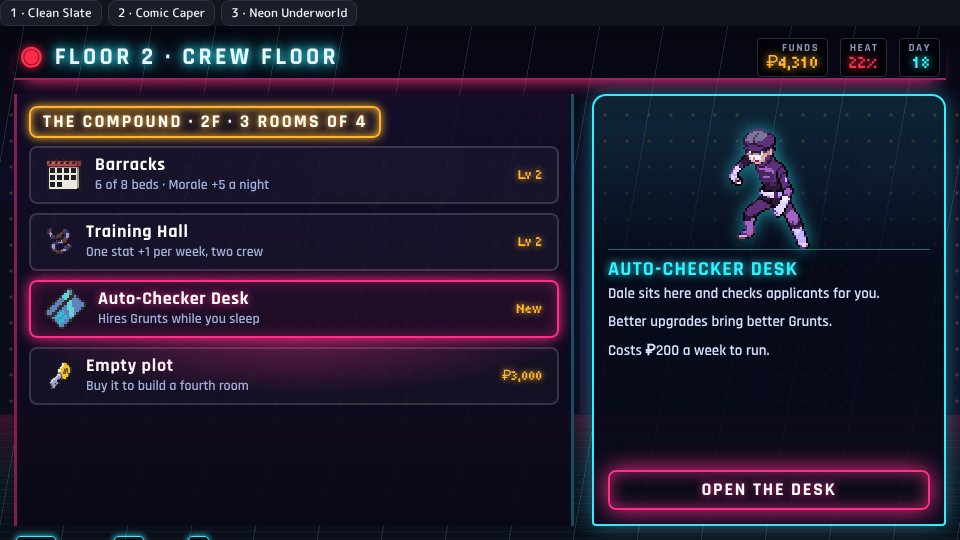 1 · Clean Slate
2 · Comic Caper
3 · Neon Underworld
FLOOR 2 · CREW FLOOR
FUNDS
₽4,310
HEAT
22%
DAY
18
THE COMPOUND · 2F · 3 ROOMS OF 4
Barracks
6 of 8 beds · Morale +5 a night
Lv 2
Training Hall
One stat +1 per week, two crew
Lv 2
Auto-Checker Desk
Hires Grunts while you sleep
New
Empty plot
Buy it to build a fourth room
₽3,000
AUTO-CHECKER DESK
Dale sits here and checks applicants for you.
Better upgrades bring better Grunts.
Costs ₽200 a week to run.
OPEN THE DESK